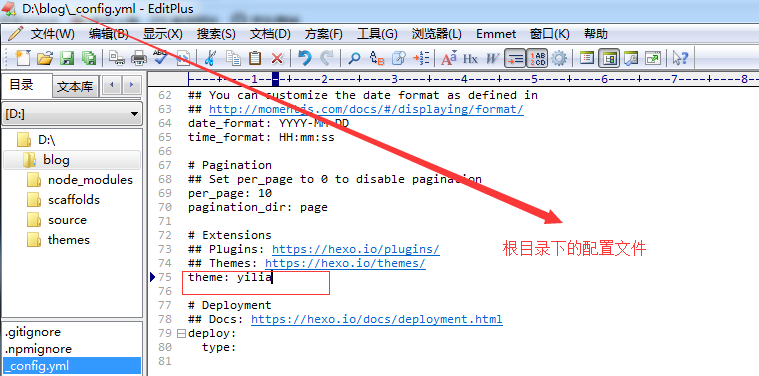 D:\blog\_config.yml - EditPlus
文件(W) 编辑(B) 显示(X) 搜索(S) 文档(D) 方案(F) 工具(G) 浏览器(L) Emmet 窗口(K) 帮助
目录 文本库
[D:]
D:\
blog
node_modules
scaffolds
source
themes
.gitignore
.npmignore
_config.yml
----+----1----+----2----+----3----+----4----+----5----+----6----+----7----+----8-
62 ## You can customize the date format as defined in
63 ## http://momentjs.com/docs/#/displaying/format/
64 date_format: YYYY-MM-DD
65 time_format: HH:mm:ss
66
67 # Pagination
68 ## Set per_page to 0 to disable pagination
69 per_page: 10
70 pagination_dir: page
71
72 # Extensions
73 ## Plugins: https://hexo.io/plugins/
74 ## Themes: https://hexo.io/themes/
75 theme: yilia
76
77 # Deployment
78 ## Docs: https://hexo.io/docs/deployment.html
79 deploy:
80 type:
81
根目录下的配置文件